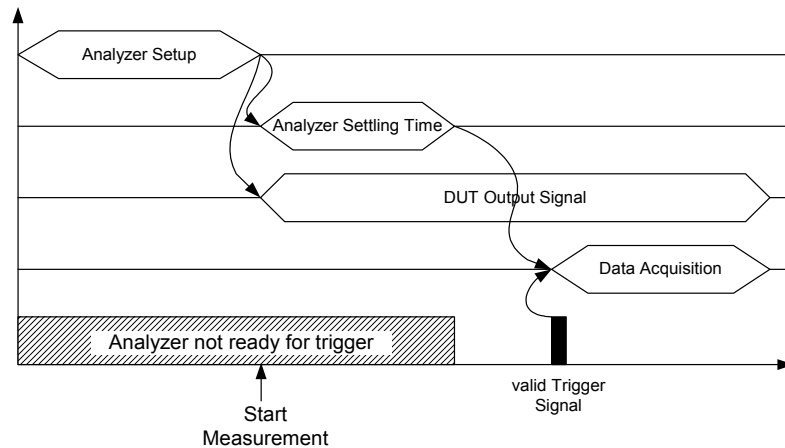 Analyzer Setup
Analyzer Settling Time
DUT Output Signal
Data Acquisition
Analyzer not ready for trigger
valid Trigger
Signal
Start
Measurement